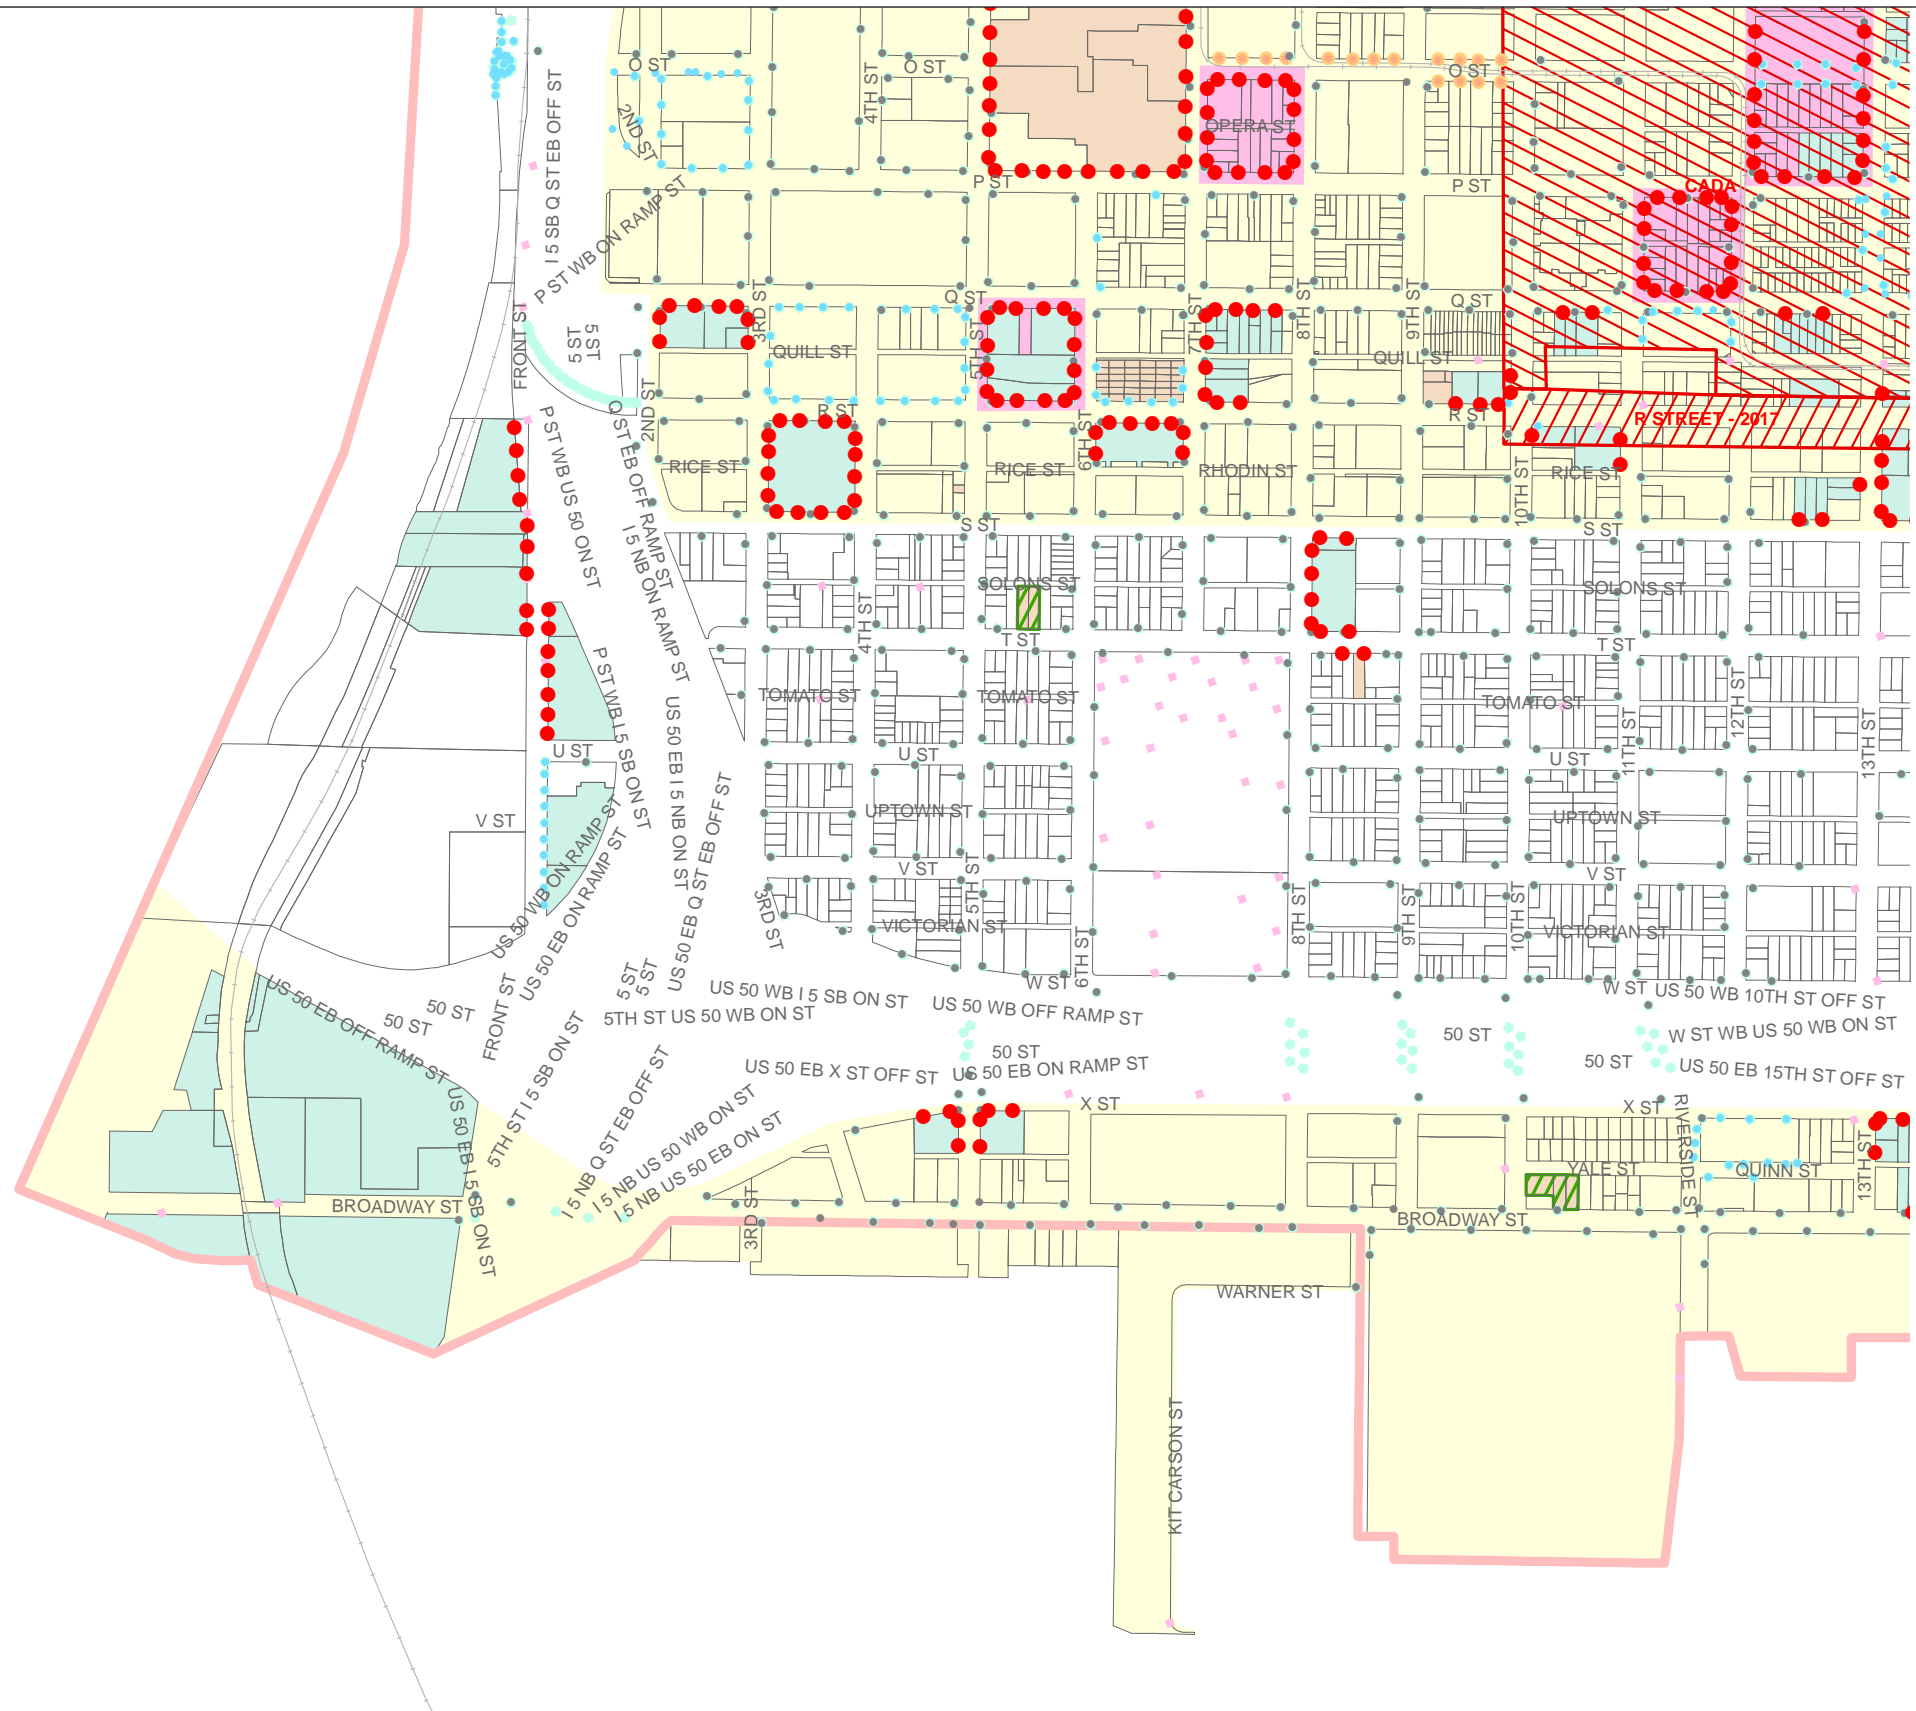 O ST
O ST
O ST
4TH ST
2ND ST
I 5 SB Q ST EB OFF ST
OPERA ST
P ST
P ST
CADA
P ST WB ON RAMP ST
Q ST
Q ST
3RD ST
5TH ST
7TH ST
8TH ST
9TH ST
FRONT ST
5 ST
5 ST
QUILL ST
QUILL ST
2ND ST
R ST
R ST
R STREET - 2017
Q ST EB OFF RAMP ST
P ST WB US 50 ON ST
6TH ST
RICE ST
RICE ST
RHODIN ST
RICE ST
10TH ST
S ST
S ST
I 5 NB ON RAMP ST
SOLONS ST
SOLONS ST
4TH ST
T ST
T ST
P ST WB I 5 SB ON ST
TOMATO ST
TOMATO ST
TOMATO ST
12TH ST
11TH ST
13TH ST
US 50 EB I 5 NB ON ST
U ST
U ST
U ST
US 50 EB Q ST EB OFF ST
V ST
UPTOWN ST
UPTOWN ST
US 50 WB ON RAMP ST
US 50 EB ON RAMP ST
V ST
V ST
3RD ST
5TH ST
8TH ST
9TH ST
10TH ST
VICTORIAN ST
VICTORIAN ST
6TH ST
W ST
W ST
US 50 WB 10TH ST OFF ST
5 ST
5 ST
US 50 EB OFF RAMP ST
50 ST
50 ST
FRONT ST
US 50 WB I 5 SB ON ST
US 50 WB OFF RAMP ST
5TH ST US 50 WB ON ST
W ST WB US 50 WB ON ST
50 ST
50 ST
50 ST
US 50 EB X ST OFF ST
US 50 EB ON RAMP ST
US 50 EB 15TH ST OFF ST
5TH ST I 5 SB ON ST
US 50 EB I 5 SB ON ST
I 5 NB Q ST EB OFF ST
I 5 NB US 50 WB ON ST
I 5 NB US 50 EB ON ST
X ST
X ST
RIVERSIDE ST
YALE ST
QUINN ST
13TH ST
BROADWAY ST
3RD ST
BROADWAY ST
WARNER ST
KIT CARSON ST